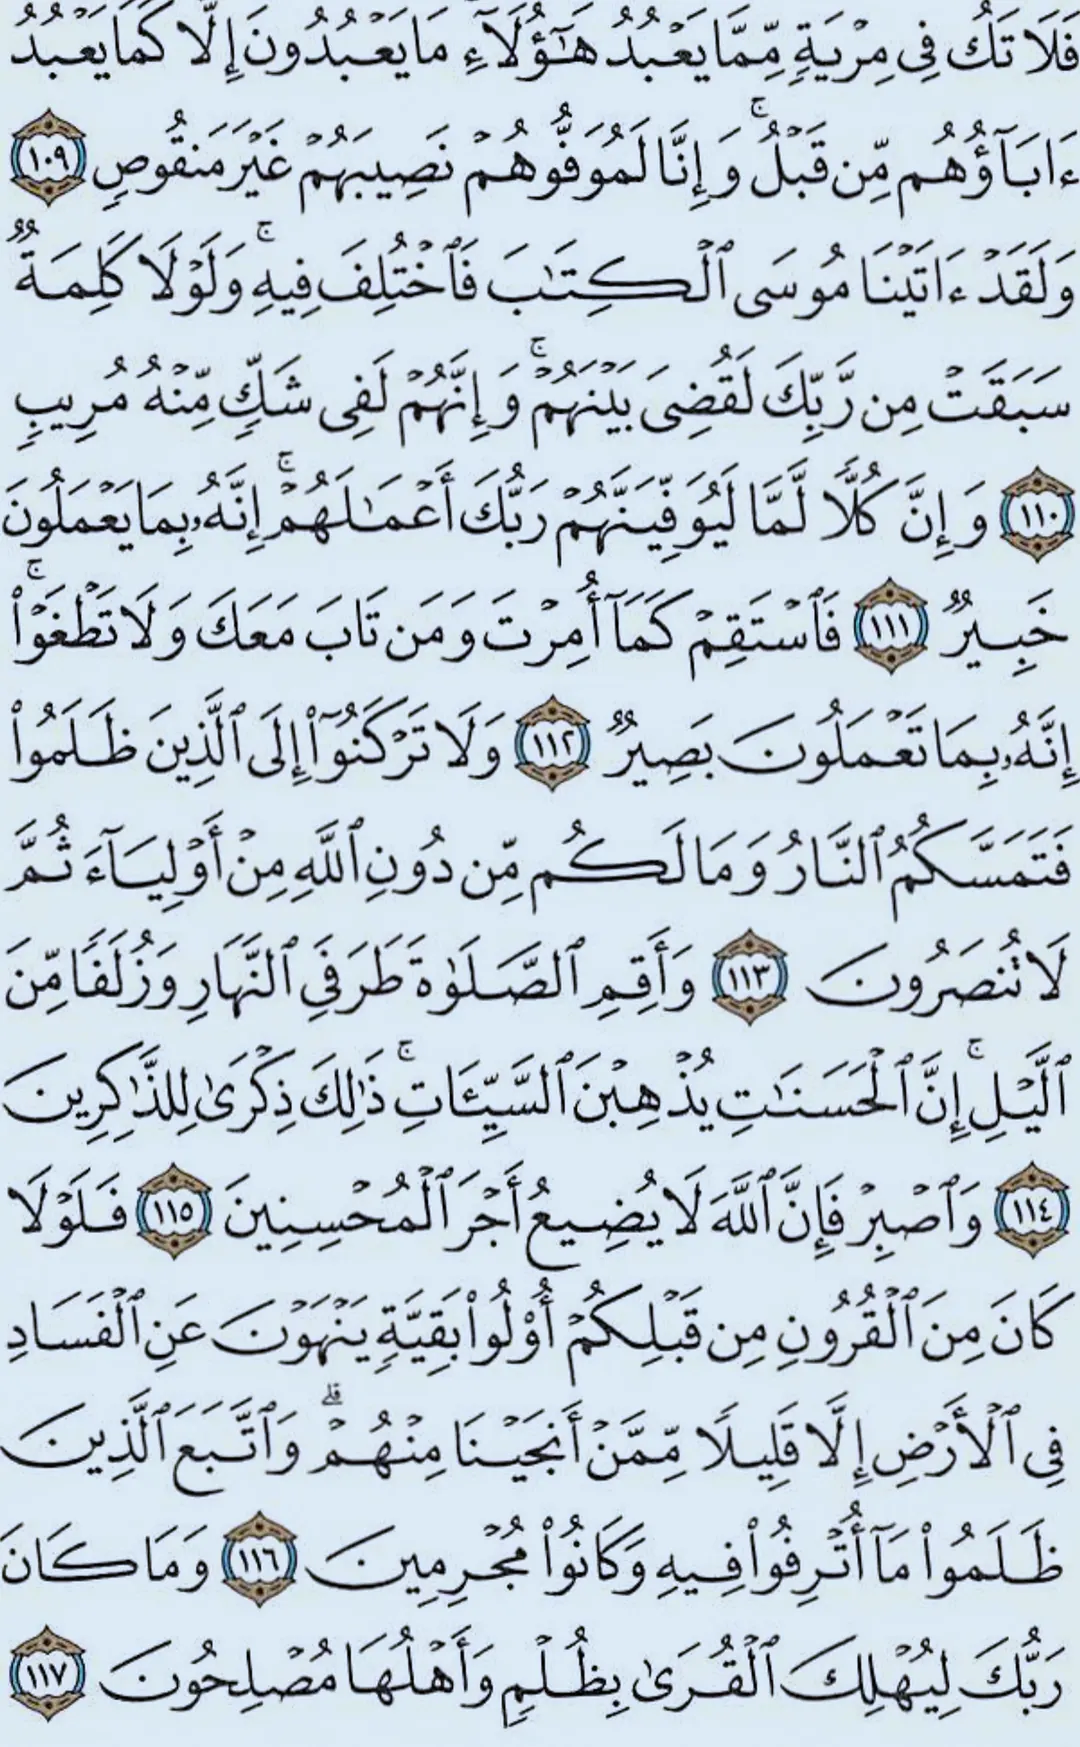 فَلَا تَكُ فِي مِرْيَةٍ مِّمَّا يَعْبُدُ هَٰٓؤُلَآءِ مَا يَعْبُدُونَ إِلَّا كَمَا يَعْبُدُ
ءَابَآؤُهُم مِّن قَبْلُ ۚ وَإِنَّا لَمُوَفُّوهُمْ نَصِيبَهُمْ غَيْرَ مَنقُوصٍ ١٠٩
وَلَقَدْ ءَاتَيْنَا مُوسَى ٱلْكِتَٰبَ فَٱخْتُلِفَ فِيهِ ۚ وَلَوْلَا كَلِمَةٌ
سَبَقَتْ مِن رَّبِّكَ لَقُضِىَ بَيْنَهُمْ ۚ وَإِنَّهُمْ لَفِى شَكٍّ مِّنْهُ مُرِيبٍ
١١٠ وَإِنَّ كُلًّا لَّمَّا لَيُوَفِّيَنَّهُمْ رَبُّكَ أَعْمَٰلَهُمْ ۚ إِنَّهُۥ بِمَا يَعْمَلُونَ
خَبِيرٌ ١١١ فَٱسْتَقِمْ كَمَآ أُمِرْتَ وَمَن تَابَ مَعَكَ وَلَا تَطْغَوْا۟ ۚ
إِنَّهُۥ بِمَا تَعْمَلُونَ بَصِيرٌ ١١٢ وَلَا تَرْكَنُوٓا۟ إِلَى ٱلَّذِينَ ظَلَمُوا۟
فَتَمَسَّكُمُ ٱلنَّارُ وَمَا لَكُم مِّن دُونِ ٱللَّهِ مِنْ أَوْلِيَآءَ ثُمَّ
لَا تُنصَرُونَ ١١٣ وَأَقِمِ ٱلصَّلَوٰةَ طَرَفَىِ ٱلنَّهَارِ وَزُلَفًا مِّنَ
ٱلَّيْلِ ۚ إِنَّ ٱلْحَسَنَٰتِ يُذْهِبْنَ ٱلسَّيِّـَٔاتِ ۚ ذَٰلِكَ ذِكْرَىٰ لِلذَّٰكِرِينَ
١١٤ وَٱصْبِرْ فَإِنَّ ٱللَّهَ لَا يُضِيعُ أَجْرَ ٱلْمُحْسِنِينَ ١١٥ فَلَوْلَا
كَانَ مِنَ ٱلْقُرُونِ مِن قَبْلِكُمْ أُو۟لُوا۟ بَقِيَّةٍ يَنْهَوْنَ عَنِ ٱلْفَسَادِ
فِى ٱلْأَرْضِ إِلَّا قَلِيلًا مِّمَّنْ أَنجَيْنَا مِنْهُمْ ۗ وَٱتَّبَعَ ٱلَّذِينَ
ظَلَمُوا۟ مَآ أُتْرِفُوا۟ فِيهِ وَكَانُوا۟ مُجْرِمِينَ ١١٦ وَمَا كَانَ
رَبُّكَ لِيُهْلِكَ ٱلْقُرَىٰ بِظُلْمٍ وَأَهْلُهَا مُصْلِحُونَ ١١٧